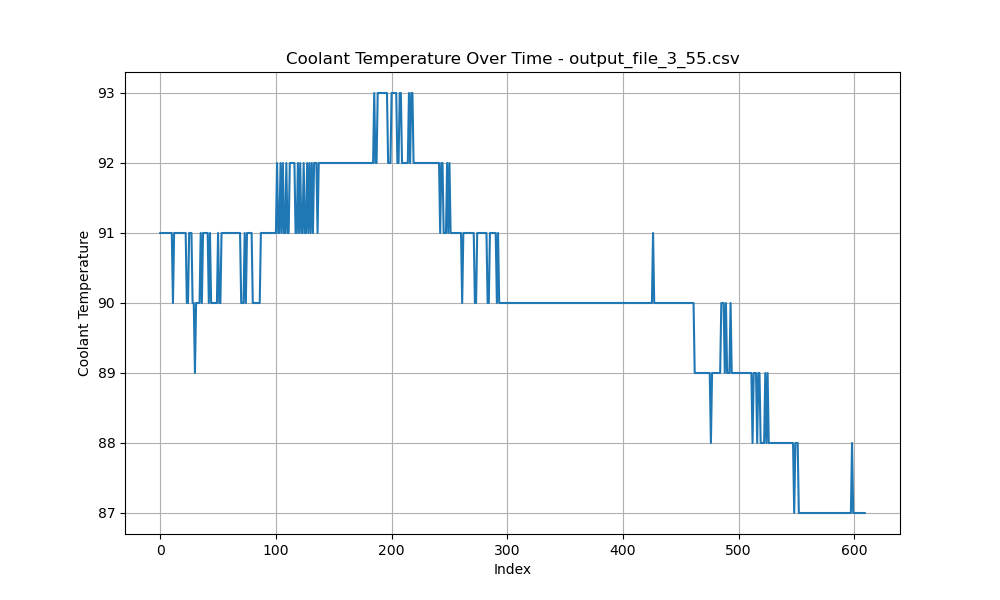 Coolant Temperature Over Time - output_file_3_55.csv
Coolant Temperature
93
92
91
90
89
88
87
0 100 200 300 400 500 600
Index